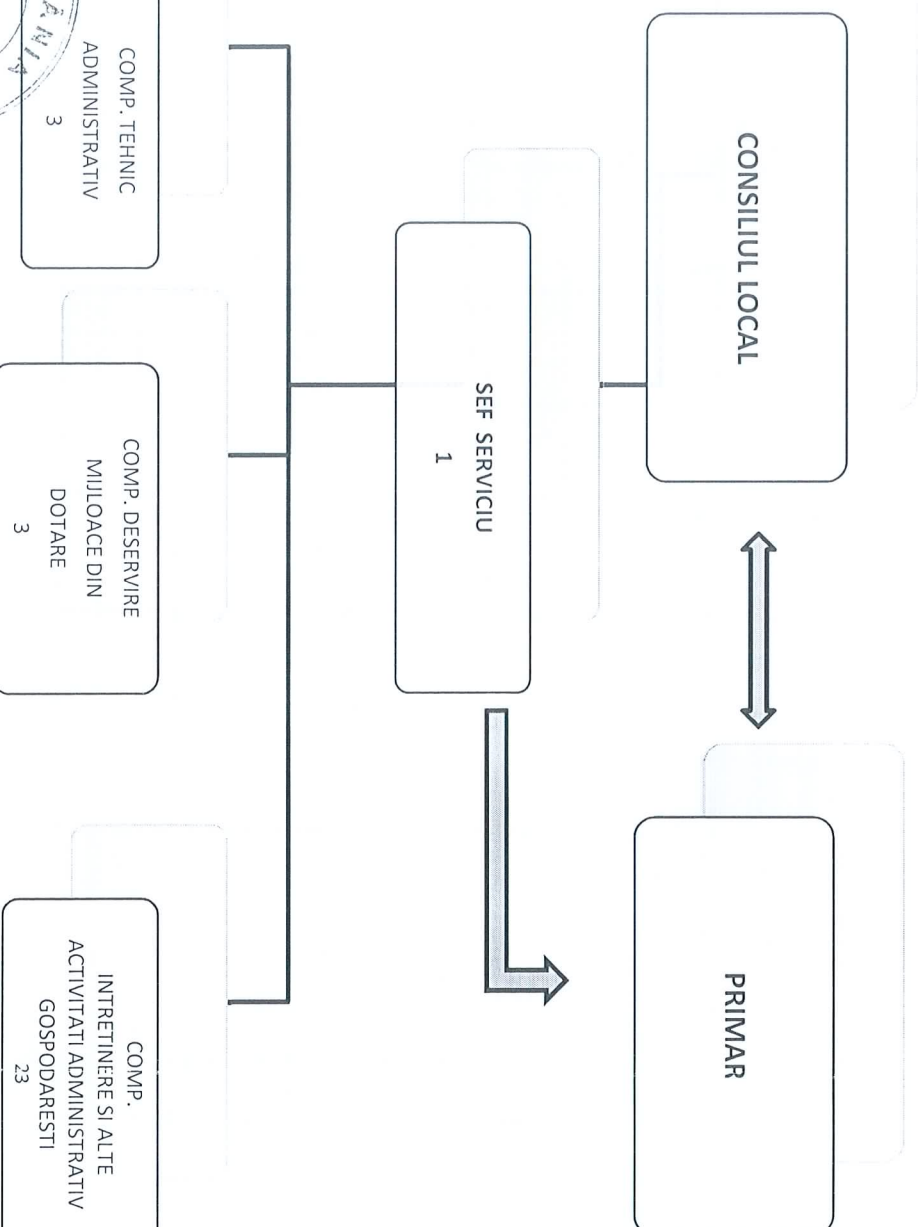 CONSILIUL LOCAL
PRIMAR
SEF SERVICIU
1
COMP. TEHNIC
ADMINISTRATIV
3
COMP. DESERVIRE
MIJLOACE DIN
DOTARE
3
COMP.
INTRETINERE SI ALTE
ACTIVITATI ADMINISTRATIV
GOSPODARESTI
23